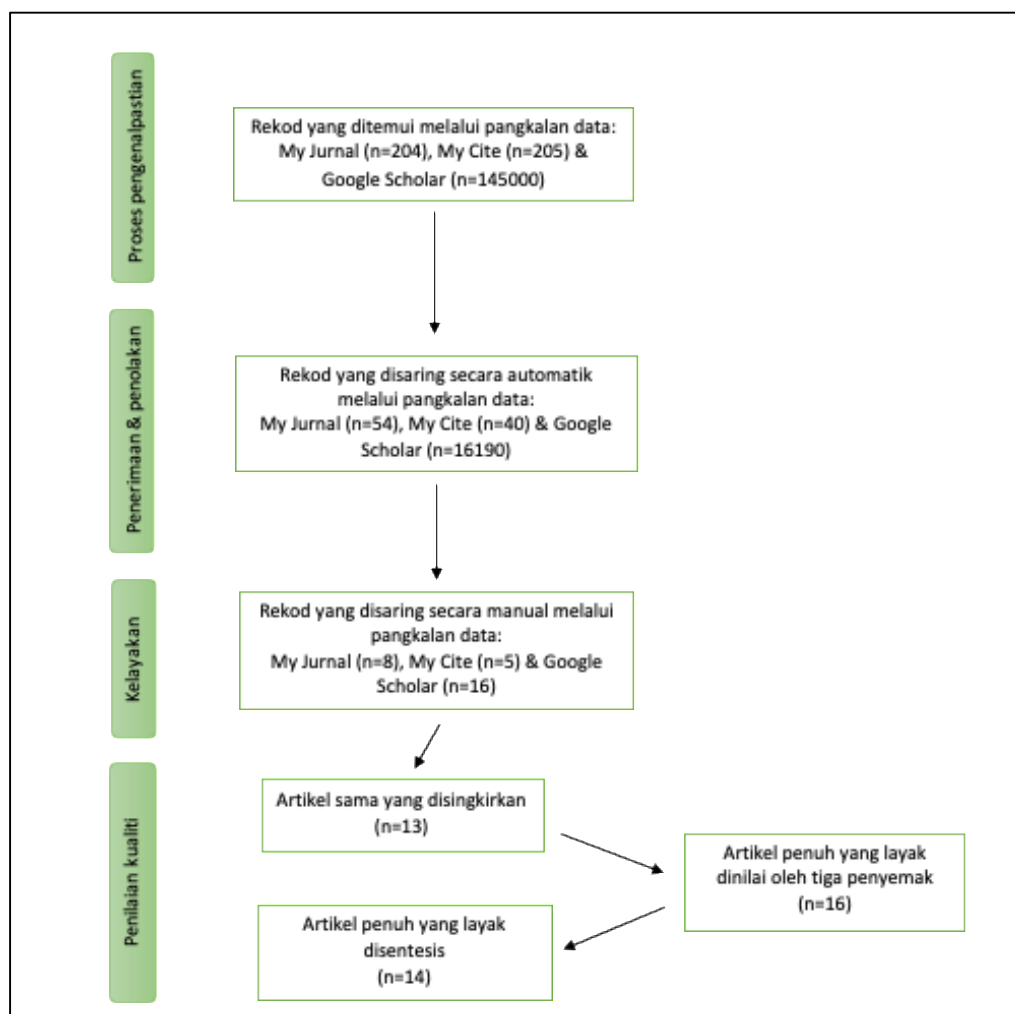 Proses pengenalpastian
Rekod yang ditemui melalui pangkalan data:
My Jurnal (n=204), My Cite (n=205) &
Google Scholar (n=145000)
Penerimaan & penolakan
Rekod yang disaring secara automatik
melalui pangkalan data:
My Jurnal (n=54), My Cite (n=40) & Google
Scholar (n=16190)
Kelayakan
Rekod yang disaring secara manual melalui
pangkalan data:
My Jurnal (n=8), My Cite (n=5) & Google
Scholar (n=16)
Penilaian kualiti
Artikel sama yang disingkirkan
(n=13)
Artikel penuh yang layak
dinilai oleh tiga penyemak
(n=16)
Artikel penuh yang layak
disentesis
(n=14)